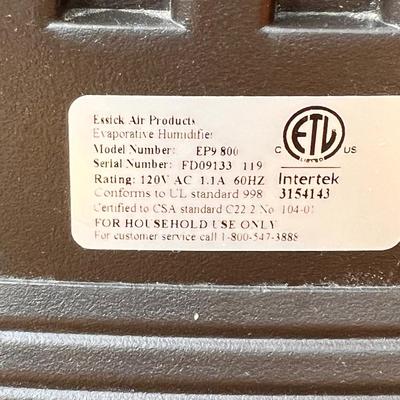 Essick Air Products
Evaporative Humidifier
Model Number: EP9 800
Serial Number: FD09133 119
Rating: 120V AC 1.1A 60HZ
Conforms to UL standard 998
Certified to CSA standard C22 2 No 104-01
FOR HOUSEHOLD USE ONLY
For customer service call 1-800-547-3888
C ETL US
LISTED
Intertek
3154143